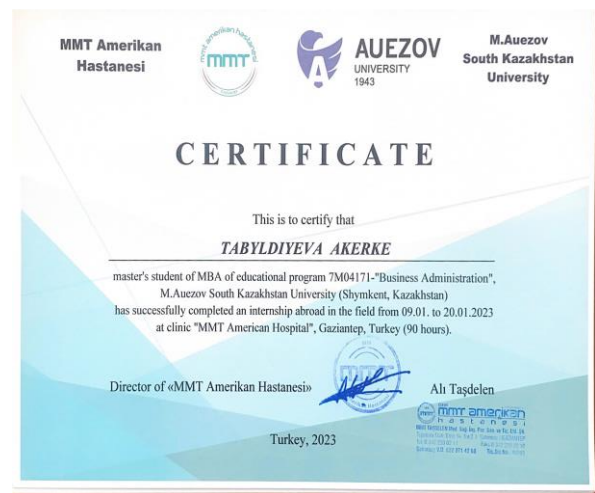 MMT Amerikan
Hastanesi
mmt
AUEZOV
UNIVERSITY
1943
M.Auezov
South Kazakhstan
University
CERTIFICATE
This is to certify that
TABYLDIYEVA AKERKE
master's student of MBA of educational program 7M04171-"Business Administration",
M.Auezov South Kazakhstan University (Shymkent, Kazakhstan)
has successfully completed an internship abroad in the field from 09.01. to 20.01.2023
at clinic "MMT American Hospital", Gaziantep, Turkey (90 hours).
Director of «MMT Amerikan Hastanesi»
Alı Taşdelen
mmt amerikan
hastanesi
Turkey, 2023